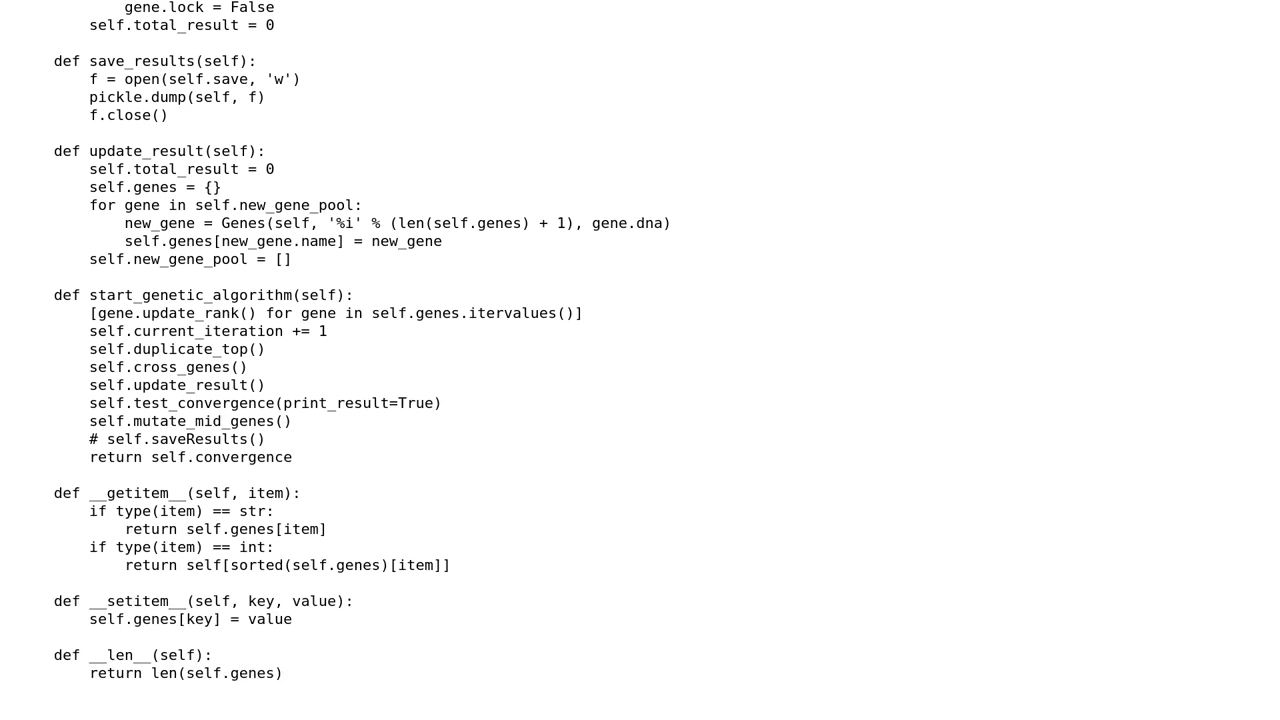 gene.lock = False
        self.total_result = 0

    def save_results(self):
        f = open(self.save, 'w')
        pickle.dump(self, f)
        f.close()

    def update_result(self):
        self.total_result = 0
        self.genes = {}
        for gene in self.new_gene_pool:
            new_gene = Genes(self, '%i' % (len(self.genes) + 1), gene.dna)
            self.genes[new_gene.name] = new_gene
        self.new_gene_pool = []

    def start_genetic_algorithm(self):
        [gene.update_rank() for gene in self.genes.itervalues()]
        self.current_iteration += 1
        self.duplicate_top()
        self.cross_genes()
        self.update_result()
        self.test_convergence(print_result=True)
        self.mutate_mid_genes()
        # self.saveResults()
        return self.convergence

    def __getitem__(self, item):
        if type(item) == str:
            return self.genes[item]
        if type(item) == int:
            return self[sorted(self.genes)[item]]

    def __setitem__(self, key, value):
        self.genes[key] = value

    def __len__(self):
        return len(self.genes)